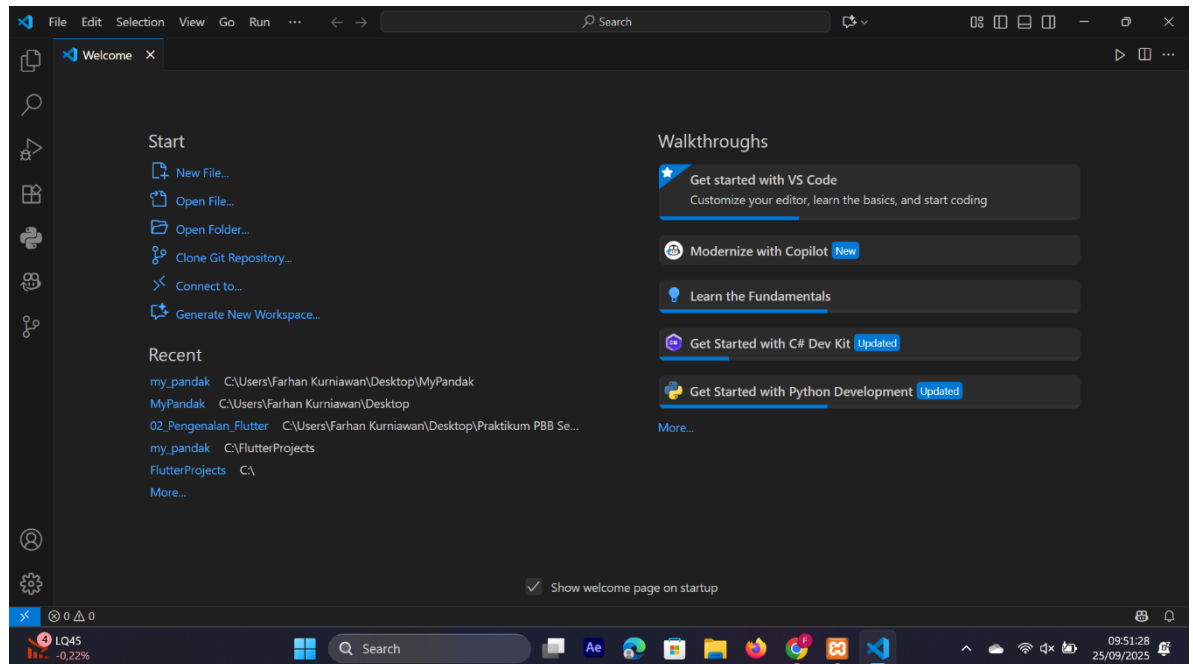 File Edit Selection View Go Run ··· Search
Welcome
Start
New File...
Open File...
Open Folder...
Clone Git Repository...
Connect to...
Generate New Workspace...
Recent
my_pandak C:\Users\Farhan Kurniawan\Desktop\MyPandak
MyPandak C:\Users\Farhan Kurniawan\Desktop
02_Pengenalan_Flutter C:\Users\Farhan Kurniawan\Desktop\Praktikum PBB Se...
my_pandak C:\FlutterProjects
FlutterProjects C:\
More...
Walkthroughs
Get started with VS Code
Customize your editor, learn the basics, and start coding
Modernize with Copilot New
Learn the Fundamentals
Get Started with C# Dev Kit Updated
Get Started with Python Development Updated
More...
Show welcome page on startup
0 0
4 LQ45
-0,22%
Search
Ae
F
09:51:28
25/09/2025